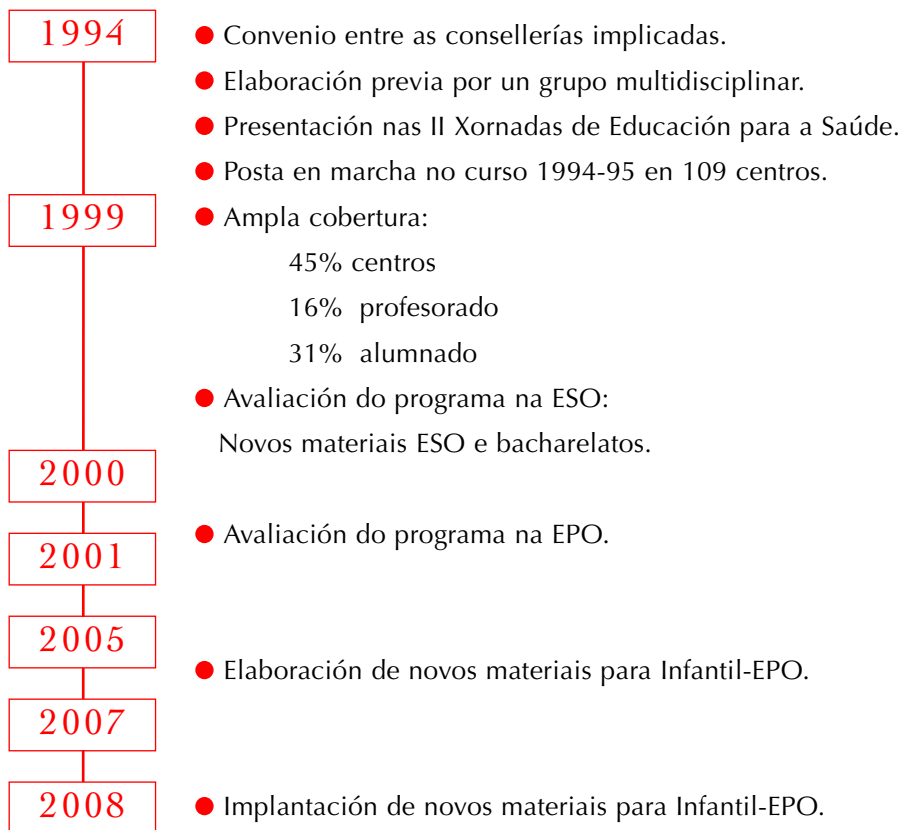 1994
● Convenio entre as consellerías implicadas.
● Elaboración previa por un grupo multidisciplinar.
● Presentación nas II Xornadas de Educación para a Saúde.
● Posta en marcha no curso 1994-95 en 109 centros.
1999
● Ampla cobertura:
45% centros
16% profesorado
31% alumnado
● Avaliación do programa na ESO:
Novos materiais ESO e bacharelatos.
2000
● Avaliación do programa na EPO.
2001
2005
● Elaboración de novos materiais para Infantil-EPO.
2007
2008
● Implantación de novos materiais para Infantil-EPO.